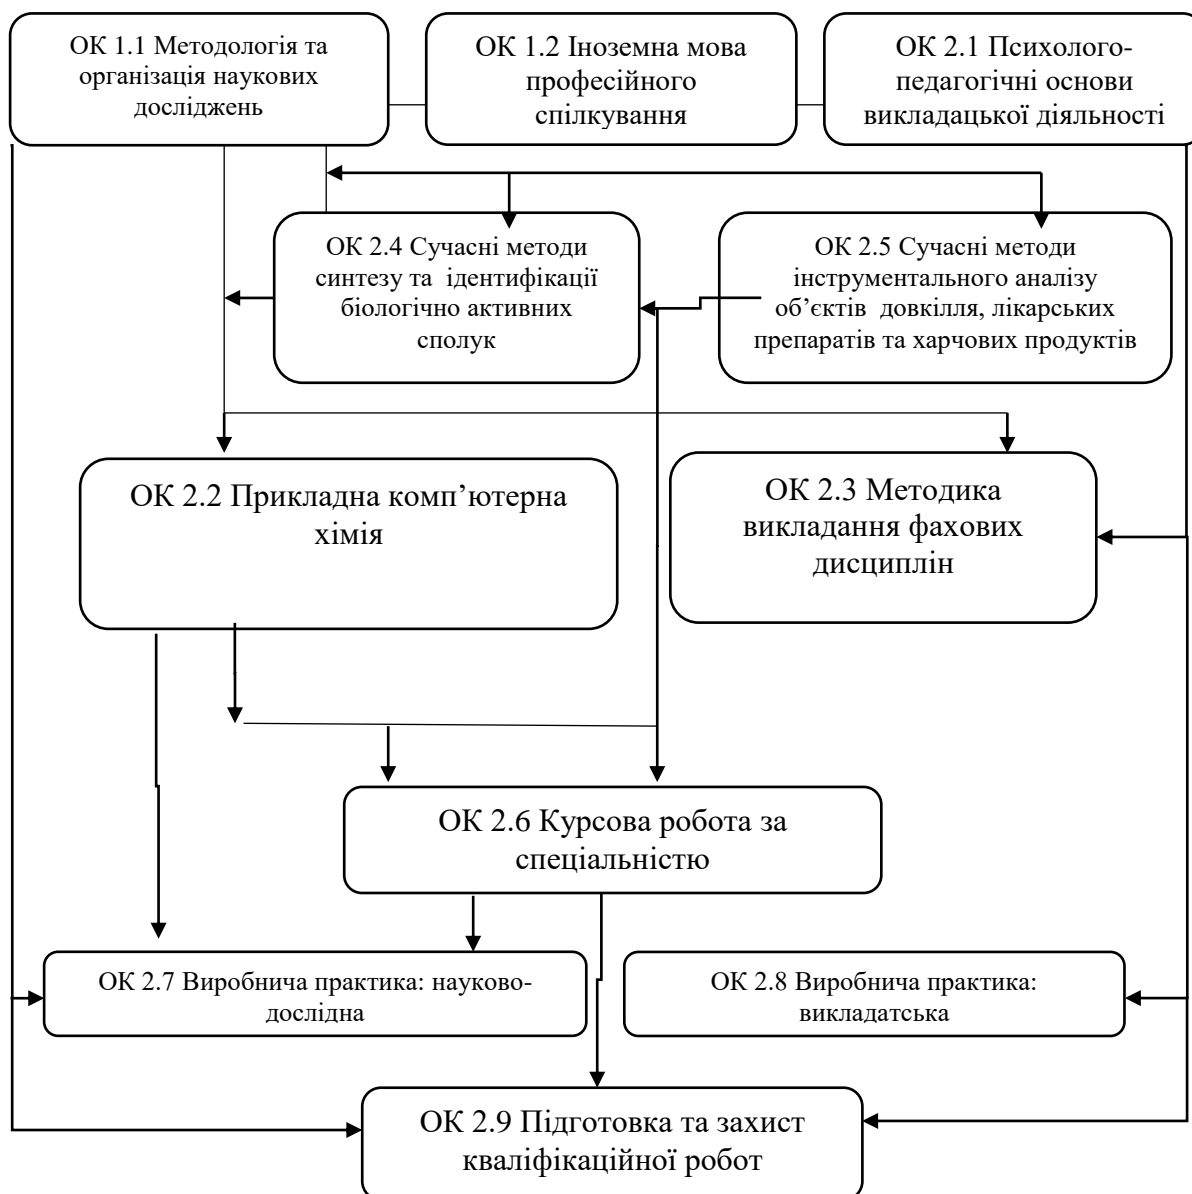 ОК 1.1 Методологія та
організація наукових
досліджень
ОК 1.2 Іноземна мова
професійного
спілкування
ОК 2.1 Психолого-
педагогічні основи
викладацької діяльності
ОК 2.4 Сучасні методи
синтезу та ідентифікації
біологічно активних
сполук
ОК 2.5 Сучасні методи
інструментального аналізу
об’єктів довкілля, лікарських
препаратів та харчових продуктів
ОК 2.2 Прикладна комп’ютерна
хімія
ОК 2.3 Методика
викладання фахових
дисциплін
ОК 2.6 Курсова робота за
спеціальністю
ОК 2.7 Виробнича практика: науково-
дослідна
ОК 2.8 Виробнича практика:
викладатська
ОК 2.9 Підготовка та захист
кваліфікаційної робот